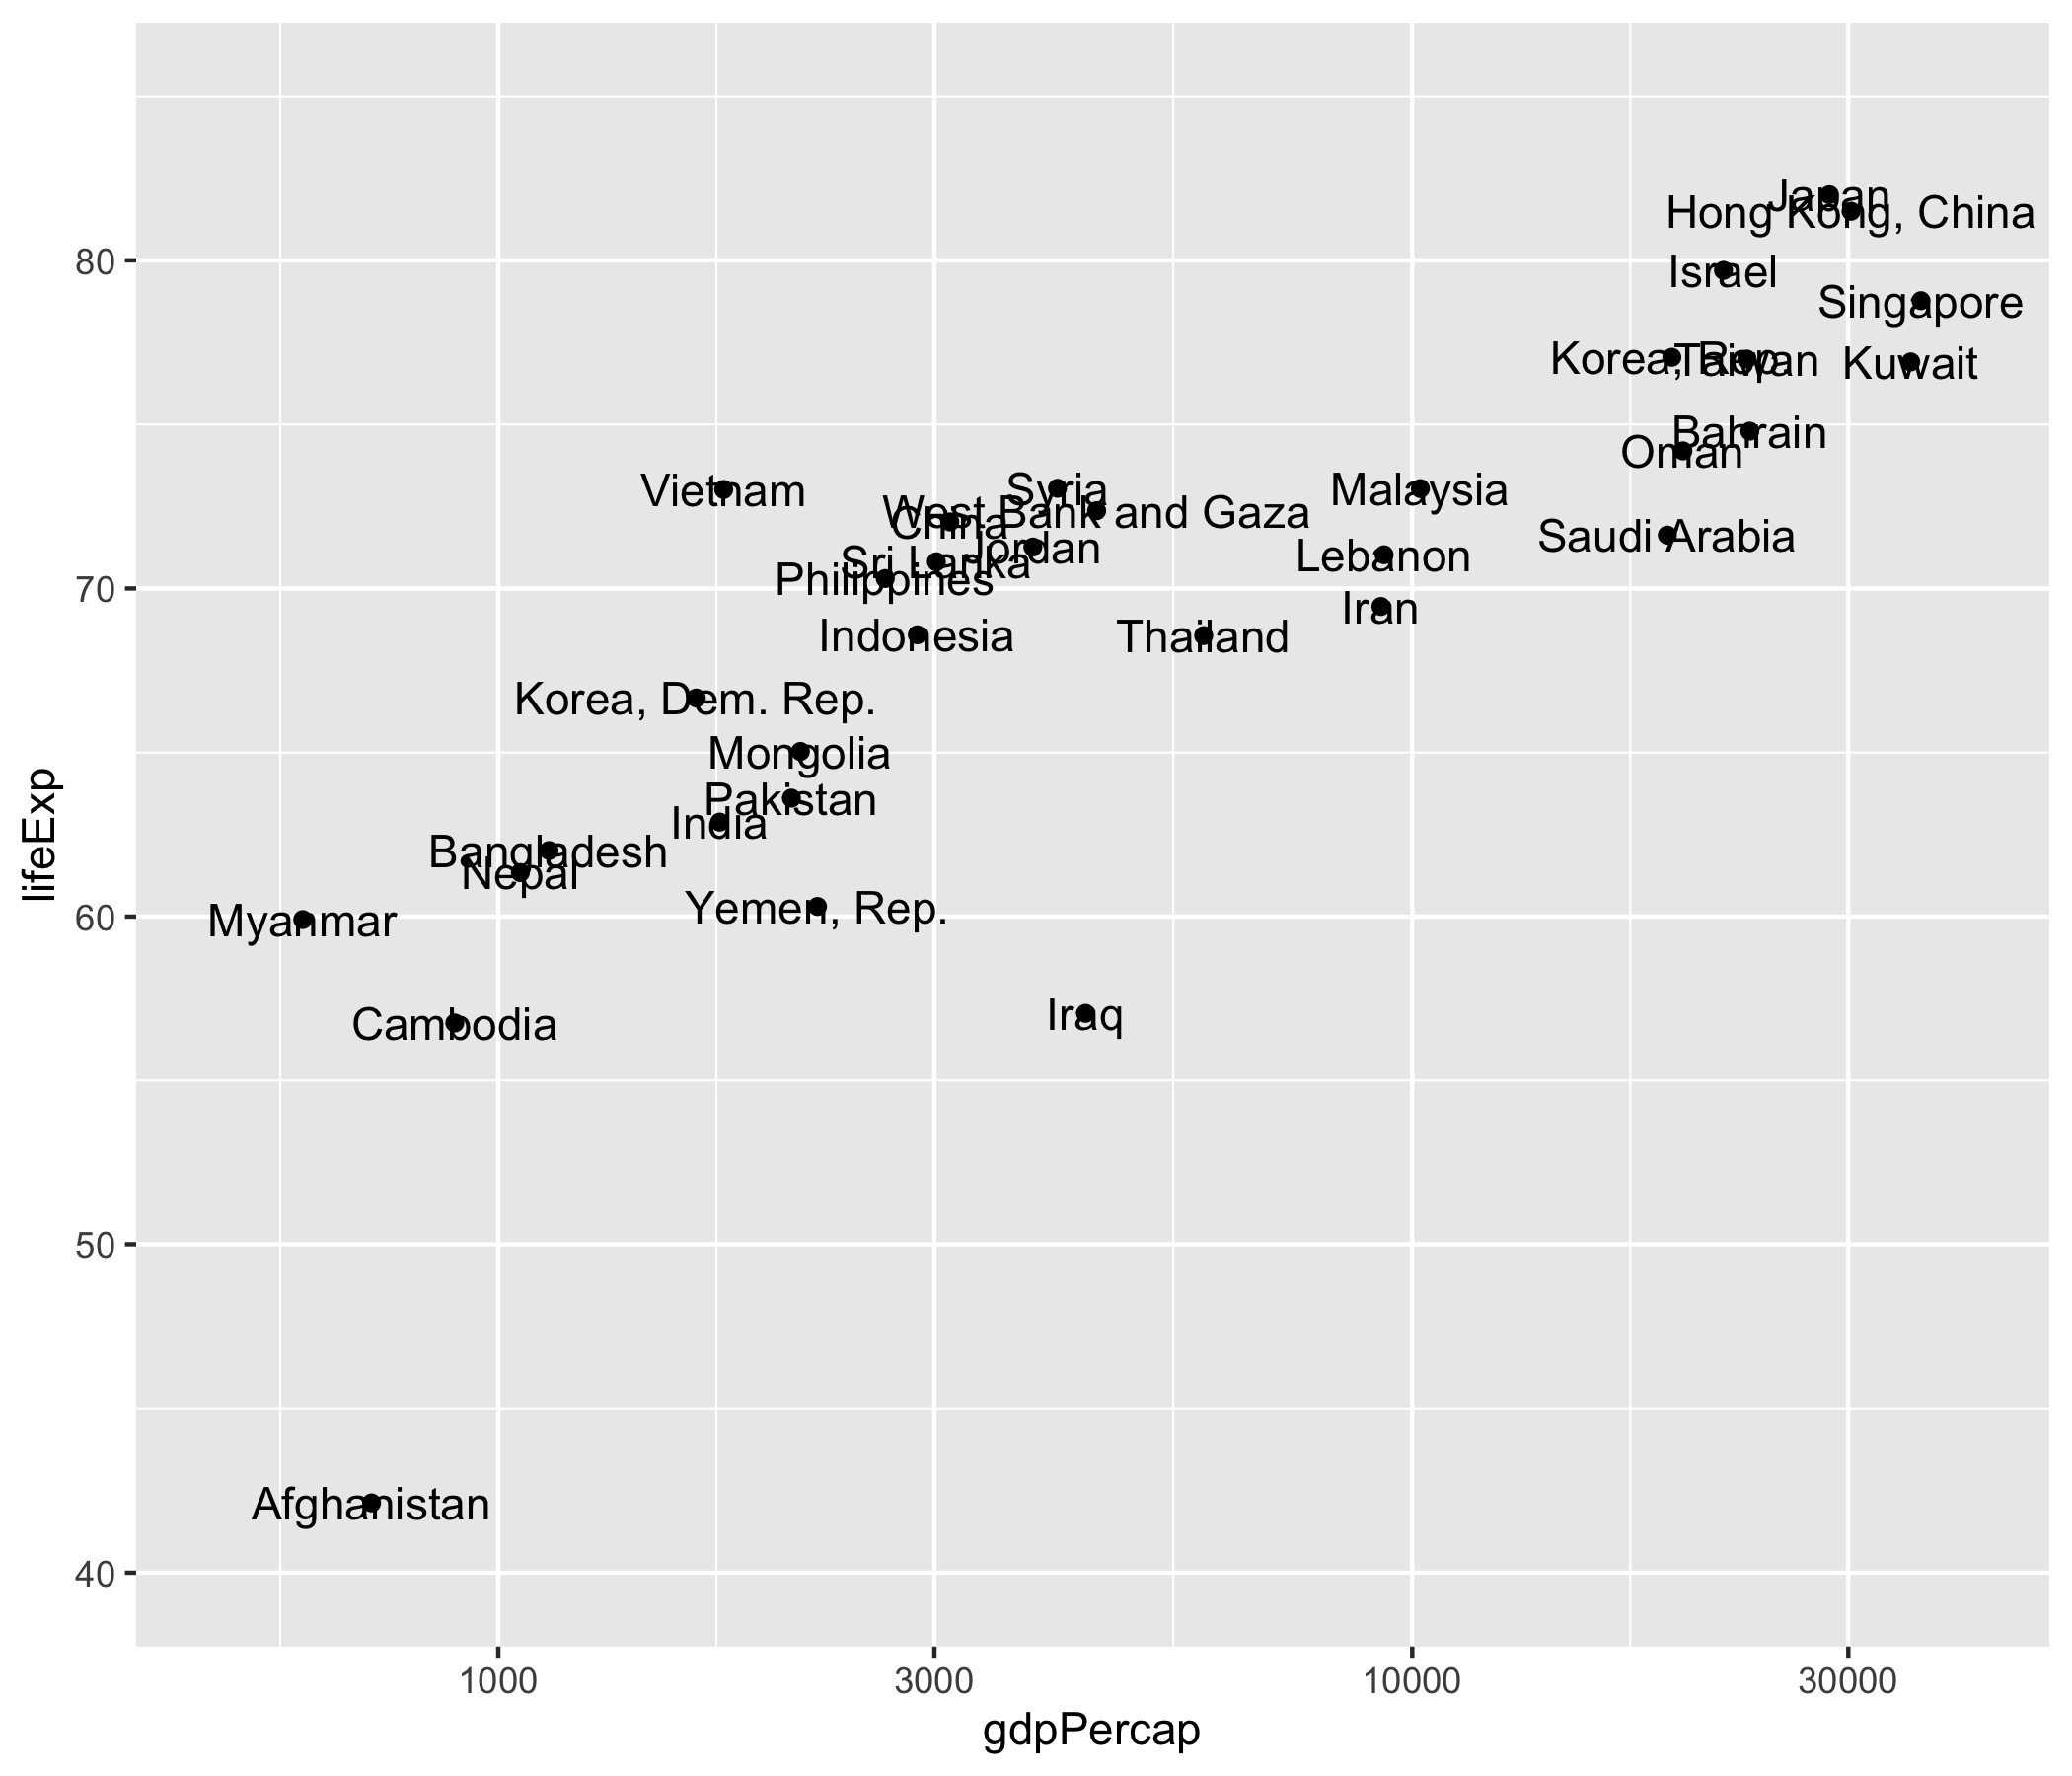 Japan
Hong Kong, China
80
Israel
Singapore
Korea, Rep.
Taiwan
Kuwait
Bahrain
Oman
Vietnam
Syria
Malaysia
West Bank and Gaza
China
Saudi Arabia
Jordan
Lebanon
Sri Lanka
Philippines
70
Iran
Indonesia
Thailand
Korea, Dem. Rep.
Mongolia
Pakistan
India
lifeExp
Bangladesh
Nepal
Yemen, Rep.
60
Myanmar
Iraq
Cambodia
50
Afghanistan
40
1000 3000 10000 30000
gdpPercap